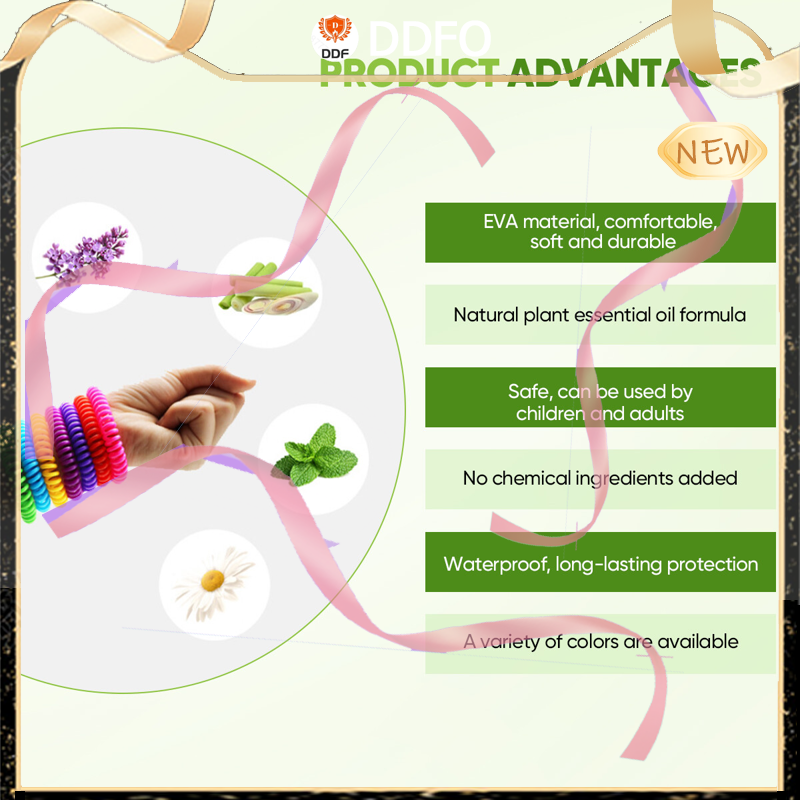 DDFO
DDF
PRODUCT ADVANTAGES
NEW
EVA material, comfortable,
soft and durable
Natural plant essential oil formula
Safe, can be used by
children and adults
No chemical ingredients added
Waterproof, long-lasting protection
A variety of colors are available